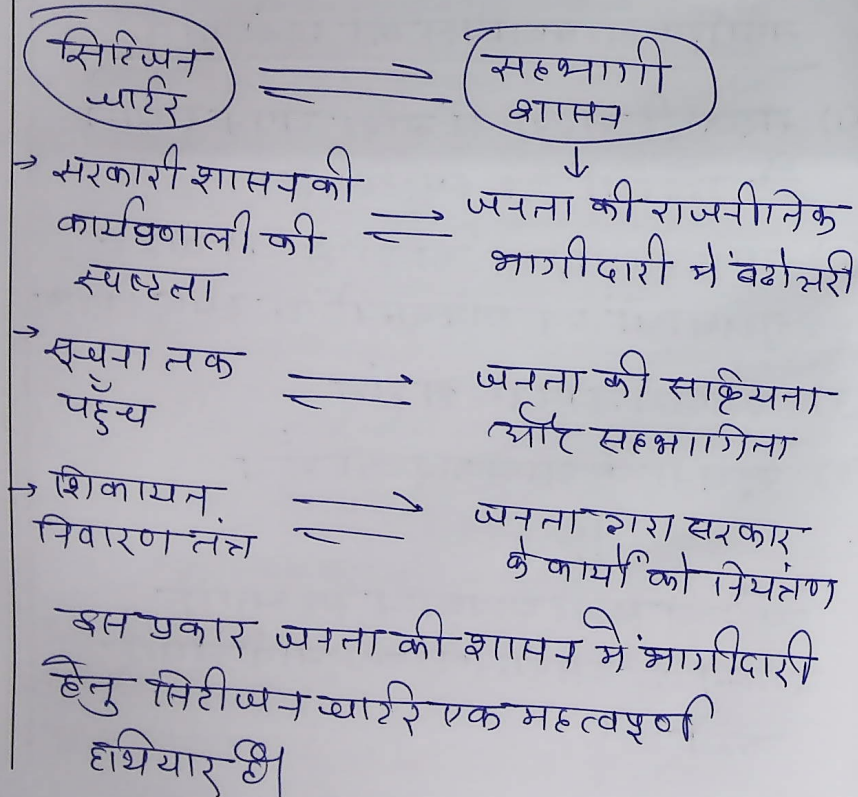 सिटिजन
चार्टर
सहभागी
शासन
→ सरकारी शासन की
कार्यप्रणाली की
स्पष्टता
जनता की राजनीतिक
भागीदारी में बढोत्तरी
→ सूचना तक
पहुँच
जनता की सक्रियता
और सहभागिता
→ शिकायत
निवारण तंत्र
जनता द्वारा सरकार
के कार्यों को नियंत्रण
इस प्रकार जनता की शासन में भागीदारी
हेतु सिटीजन चार्टर एक महत्वपूर्ण
हथियार है।